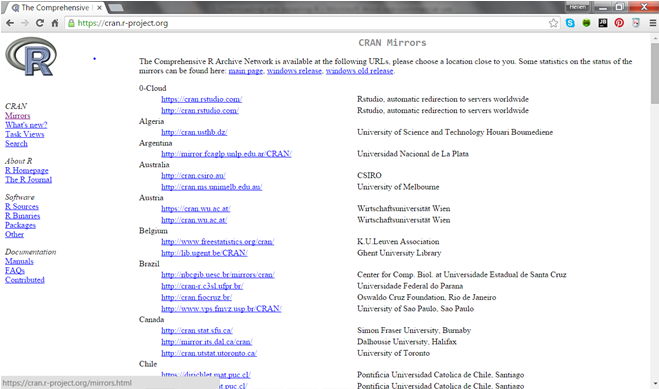 The Comprehensive
Helen
https://cran.r-project.org
R
CRAN
Mirrors
What's new?
Task Views
Search
About R
R Homepage
The R Journal
Software
R Sources
R Binaries
Packages
Other
Documentation
Manuals
FAQs
Contributed
CRAN Mirrors
The Comprehensive R Archive Network is available at the following URLs, please choose a location close to you. Some statistics on the status of the
mirrors can be found here: main page, windows release, windows old release.
0-Cloud
https://cran.rstudio.com/ Rstudio, automatic redirection to servers worldwide
http://cran.rstudio.com/ Rstudio, automatic redirection to servers worldwide
Algeria
http://cran.usthb.dz/ University of Science and Technology Houari Boumediene
Argentina
http://mirror.fcaglp.unlp.edu.ar/CRAN/ Universidad Nacional de La Plata
Australia
http://cran.csiro.au/ CSIRO
http://cran.ms.unimelb.edu.au/ University of Melbourne
Austria
https://cran.wu.ac.at/ Wirtschaftsuniversität Wien
http://cran.wu.ac.at/ Wirtschaftsuniversität Wien
Belgium
http://www.freestatistics.org/cran/ K.U.Leuven Association
http://lib.ugent.be/CRAN/ Ghent University Library
Brazil
http://nbcgib.uesc.br/mirrors/cran/ Center for Comp. Biol. at Universidade Estadual de Santa Cruz
http://cran-r.c3sl.ufpr.br/ Universidade Federal do Parana
http://cran.fiocruz.br/ Oswaldo Cruz Foundation, Rio de Janeiro
http://www.vps.fmvz.usp.br/CRAN/ University of Sao Paulo, Sao Paulo
Canada
http://cran.stat.sfu.ca/ Simon Fraser University, Burnaby
http://mirror.its.dal.ca/cran/ Dalhousie University, Halifax
http://cran.utstat.utoronto.ca/ University of Toronto
Chile
https://dirichlet.mat.puc.cl/ Pontificia Universidad Catolica de Chile, Santiago
mat.puc.cl/ Pontificia Universidad Catolica de Chile, Santiago
https://cran.r-project.org/mirrors.html